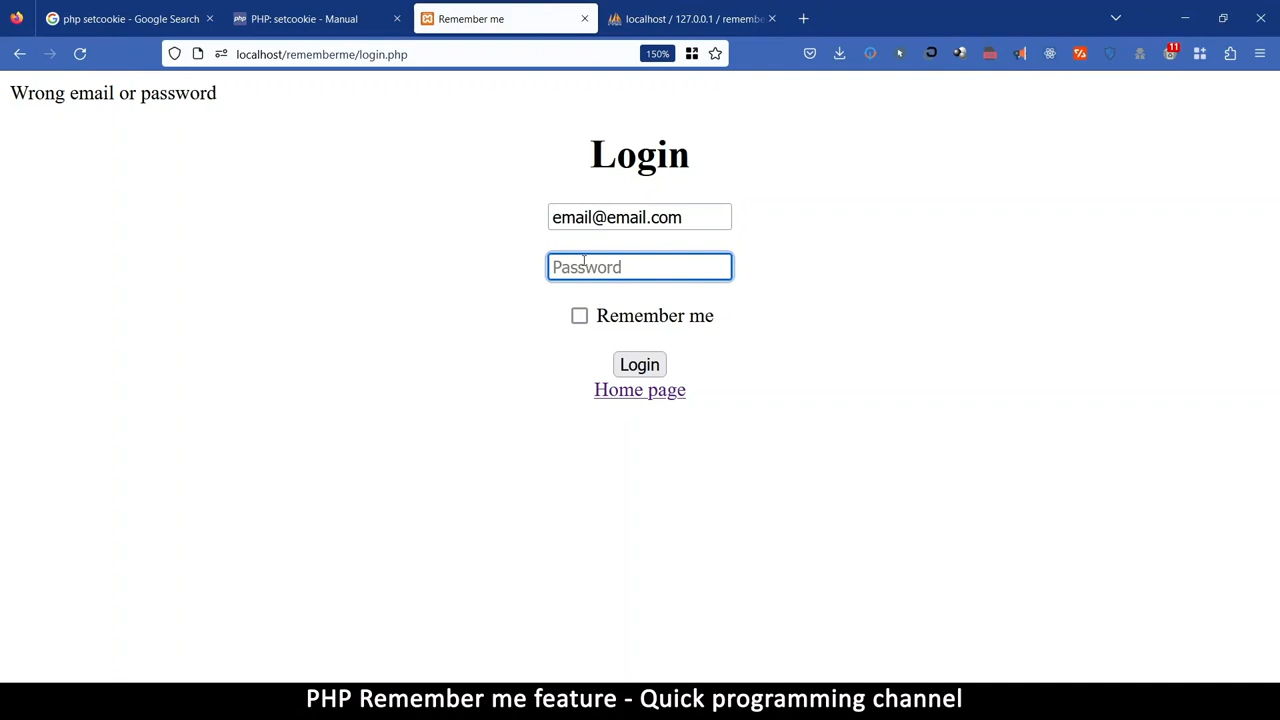 php setcookie - Google Search
PHP: setcookie - Manual
Remember me
localhost / 127.0.0.1 / rememb
localhost/rememberme/login.php
150%
11
Wrong email or password
Login
email@email.com
Password
Remember me
Login
Home page
PHP Remember me feature - Quick programming channel